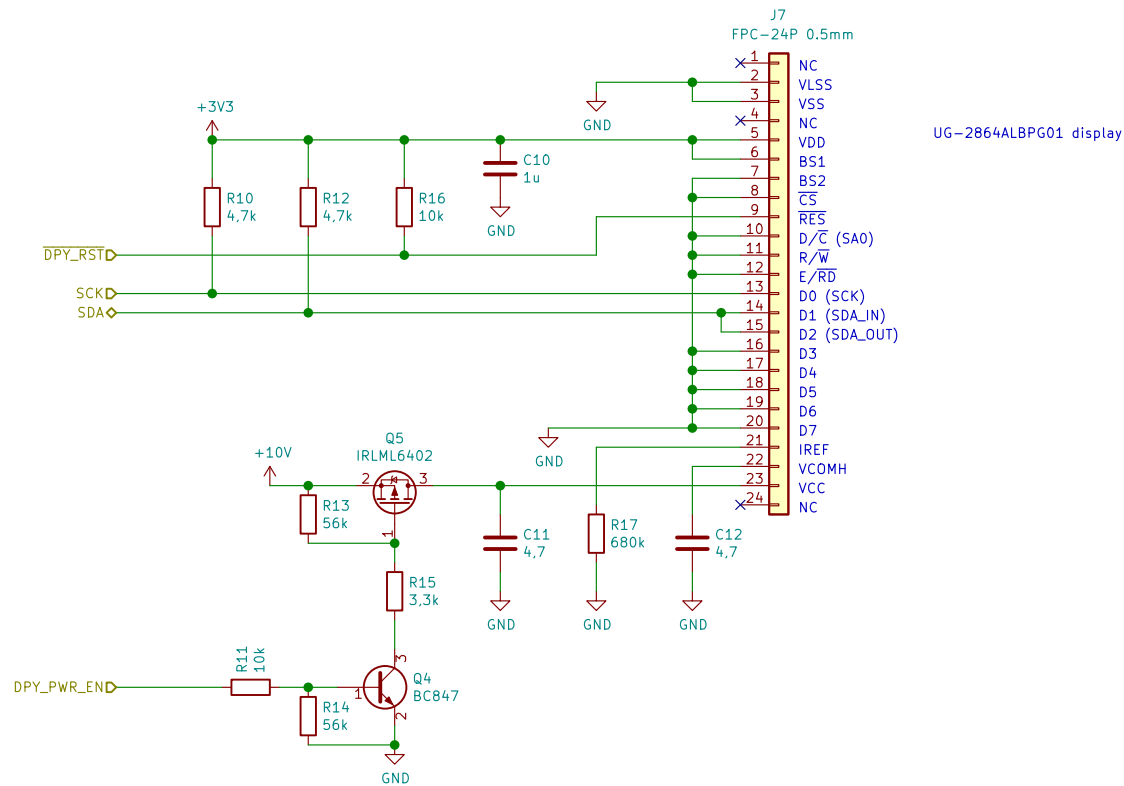 J7
FPC-24P 0.5mm
1 NC
2 VLSS
3 VSS
4 NC
5 VDD
6 BS1
7 BS2
8 CS
9 RES
10 D/C (SA0)
11 R/W
12 E/RD
13 D0 (SCK)
14 D1 (SDA_IN)
15 D2 (SDA_OUT)
16 D3
17 D4
18 D5
19 D6
20 D7
21 IREF
22 VCOMH
23 VCC
24 NC
UG-2864ALBPG01 display
GND
+3V3
R10
4,7k
R12
4,7k
R16
10k
C10
1u
GND
DPY_RST
SCK
SDA
GND
+10V
Q5
IRLML6402
2
3
1
R13
56k
R15
3,3k
C11
4,7
GND
R17
680k
GND
C12
4,7
GND
DPY_PWR_EN
R11
10k
R14
56k
1
3
2
Q4
BC847
GND